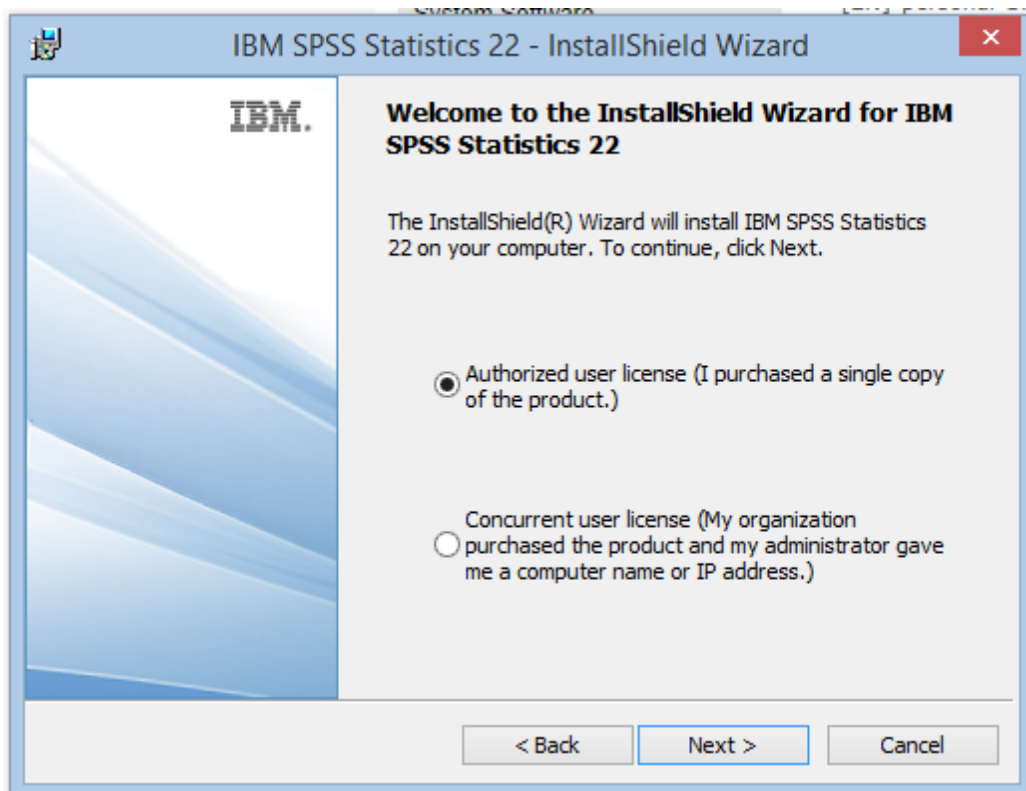 System Software
IBM SPSS Statistics 22 - InstallShield Wizard
IBM.
Welcome to the InstallShield Wizard for IBM
SPSS Statistics 22
The InstallShield(R) Wizard will install IBM SPSS Statistics
22 on your computer. To continue, click Next.
Authorized user license (I purchased a single copy
of the product.)
Concurrent user license (My organization
purchased the product and my administrator gave
me a computer name or IP address.)
< Back
Next >
Cancel